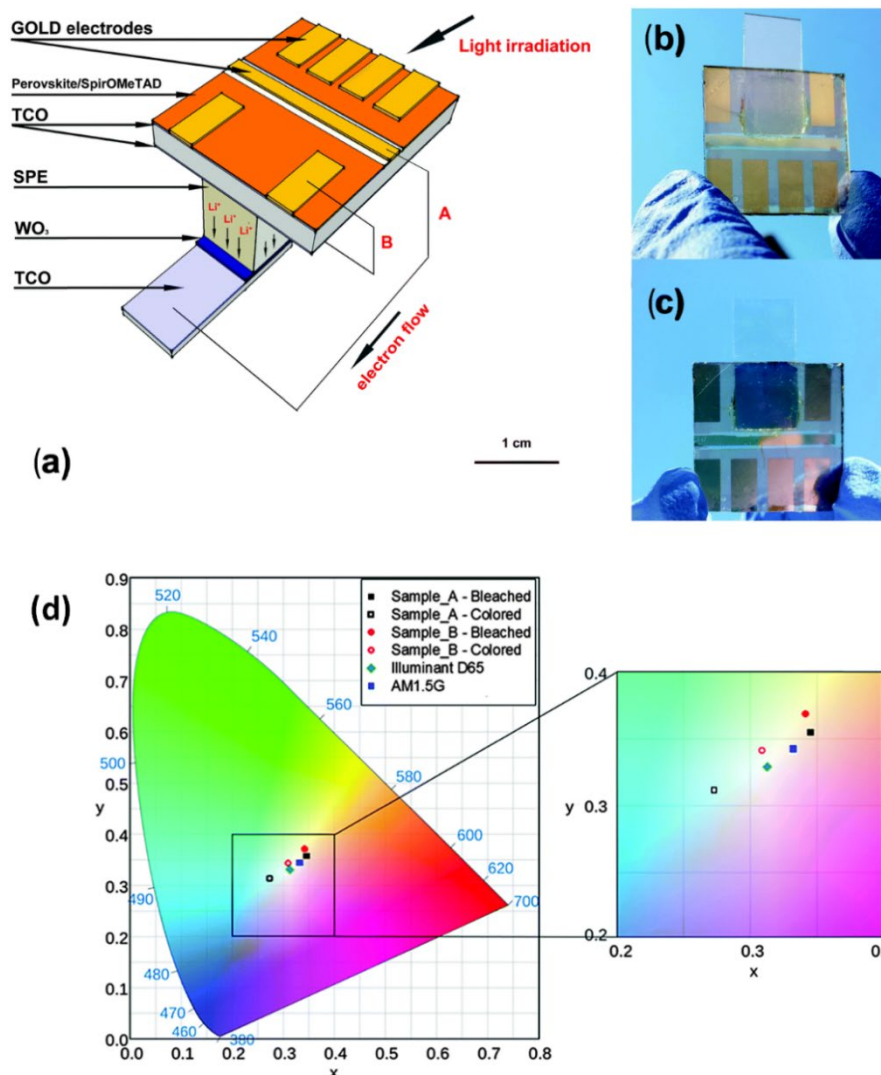 GOLD electrodes
Light irradiation
Perovskite/SpirOMeTAD
TCO
SPE
Li⁺
Li⁺
Li⁺
WO₃
TCO
A
B
electron flow
(a)
1 cm
(b)
(c)
(d)
0.9
0.8
0.7
0.6
0.5
y
0.4
0.3
0.2
0.1
0.0
0.0 0.1 0.2 0.3 0.4 0.5 0.6 0.7 0.8
x
520
540
560
580
600
620
700
500
490
480
470
460
380
Sample_A - Bleached
Sample_A - Colored
Sample_B - Bleached
Sample_B - Colored
Illuminant D65
AM1.5G
0.4
y
0.3
0.2
0.2 0.3
x